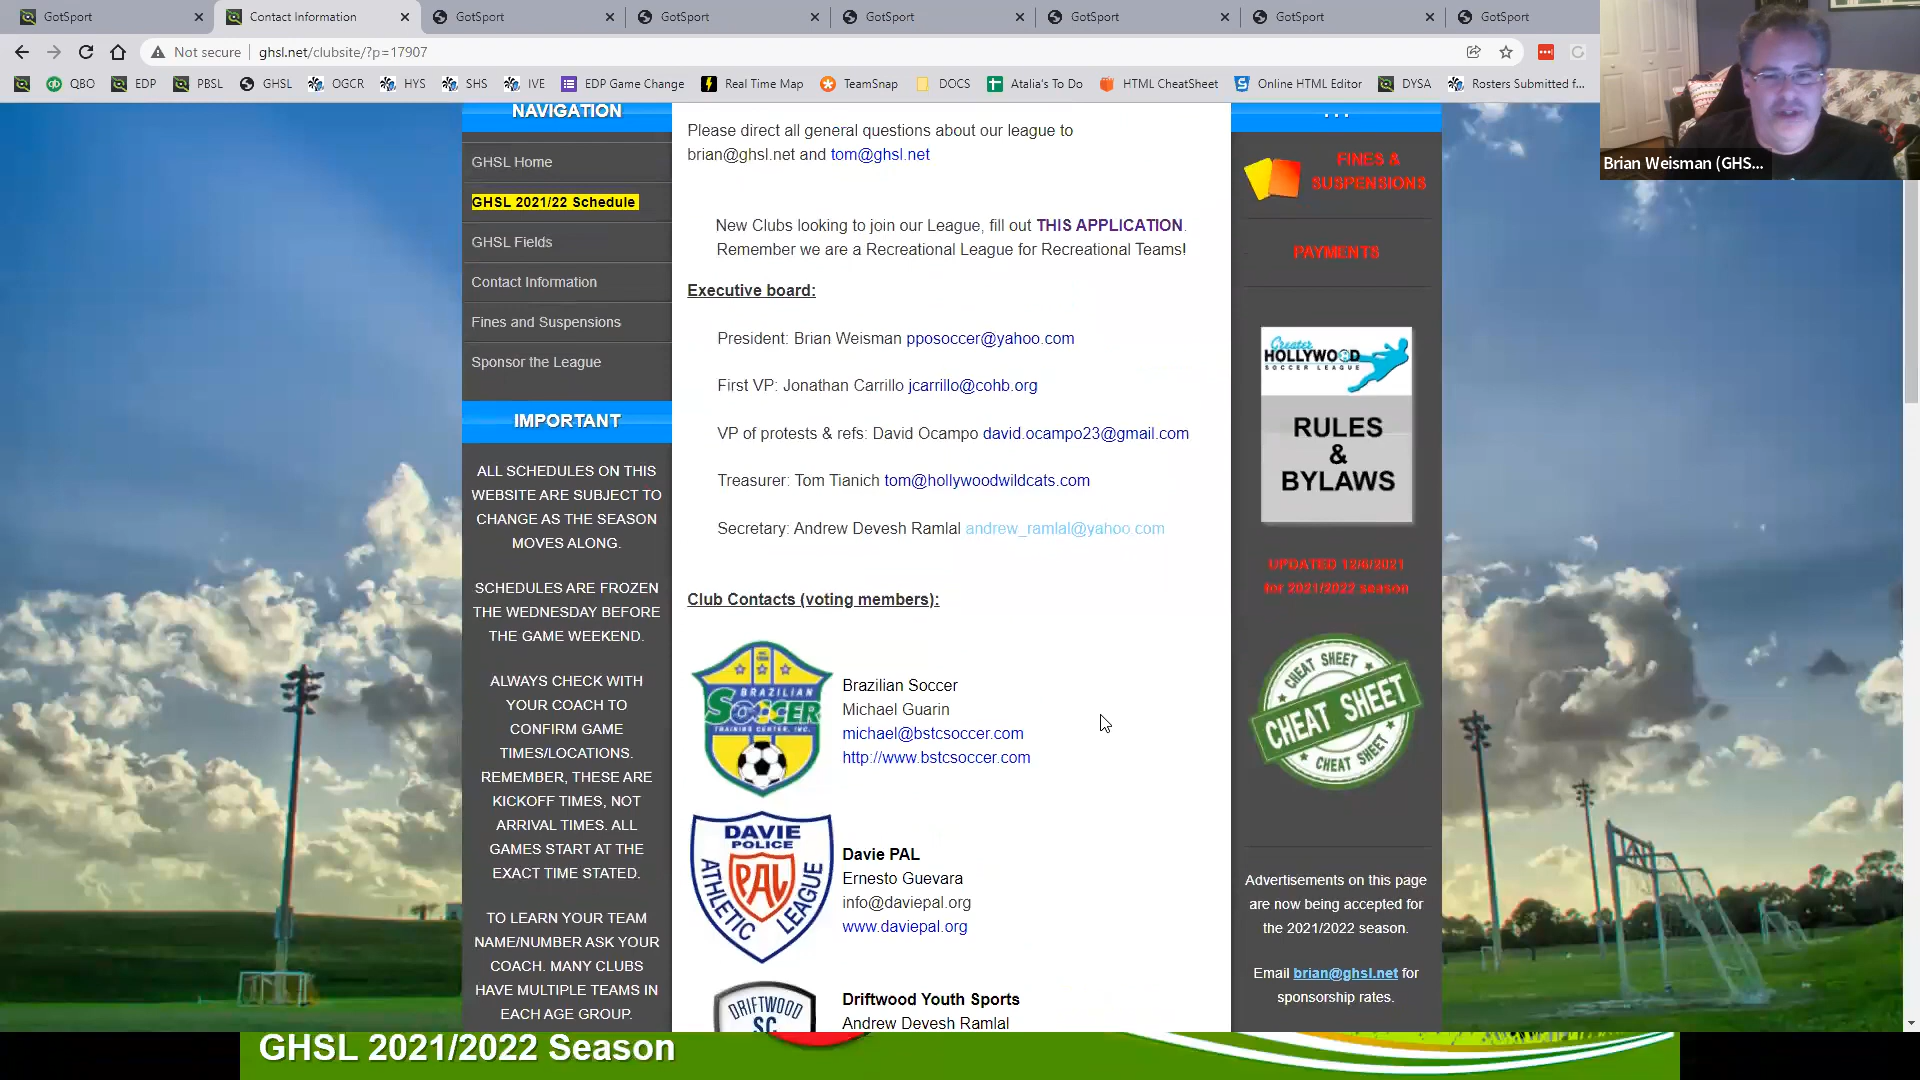 GotSport
Contact Information
GotSport
GotSport
GotSport
GotSport
GotSport
GotSport
Not secure
ghsl.net/clubsite/?p=17907
QBO
EDP
PBSL
GHSL
OGCR
HYS
SHS
IVE
EDP Game Change
Real Time Map
TeamSnap
DOCS
Atalia's To Do
HTML CheatSheet
Online HTML Editor
DYSA
Rosters Submitted f...
Brian Weisman (GHS...
NAVIGATION
GHSL Home
GHSL 2021/22 Schedule
GHSL Fields
Contact Information
Fines and Suspensions
Sponsor the League
IMPORTANT
ALL SCHEDULES ON THIS
WEBSITE ARE SUBJECT TO
CHANGE AS THE SEASON
MOVES ALONG.
SCHEDULES ARE FROZEN
THE WEDNESDAY BEFORE
THE GAME WEEKEND.
ALWAYS CHECK WITH
YOUR COACH TO
CONFIRM GAME
TIMES/LOCATIONS.
REMEMBER, THESE ARE
KICKOFF TIMES, NOT
ARRIVAL TIMES. ALL
GAMES START AT THE
EXACT TIME STATED.
TO LEARN YOUR TEAM
NAME/NUMBER ASK YOUR
COACH. MANY CLUBS
HAVE MULTIPLE TEAMS IN
EACH AGE GROUP.
Please direct all general questions about our league to
brian@ghsl.net and tom@ghsl.net
New Clubs looking to join our League, fill out THIS APPLICATION.
Remember we are a Recreational League for Recreational Teams!
Executive board:
President: Brian Weisman pposoccer@yahoo.com
First VP: Jonathan Carrillo jcarrillo@cohb.org
VP of protests & refs: David Ocampo david.ocampo23@gmail.com
Treasurer: Tom Tianich tom@hollywoodwildcats.com
Secretary: Andrew Devesh Ramlal andrew_ramlal@yahoo.com
Club Contacts (voting members):
BRAZILIAN
SOCCER
TRAINING CENTER, INC.
Brazilian Soccer
Michael Guarin
michael@bstcsoccer.com
http://www.bstcsoccer.com
DAVIE
POLICE
PAL
ATHLETIC LEAGUE
Davie PAL
Ernesto Guevara
info@daviepal.org
www.daviepal.org
DRIFTWOOD
SC
Driftwood Youth Sports
Andrew Devesh Ramlal
...
FINES &
SUSPENSIONS
PAYMENTS
Greater
HOLLYWOOD
SOCCER LEAGUE
RULES
&
BYLAWS
UPDATED 12/6/2021
for 2021/2022 season
CHEAT SHEET
CHEAT SHEET
CHEAT SHEET
Advertisements on this page
are now being accepted for
the 2021/2022 season.
Email brian@ghsl.net for
sponsorship rates.
GHSL 2021/2022 Season